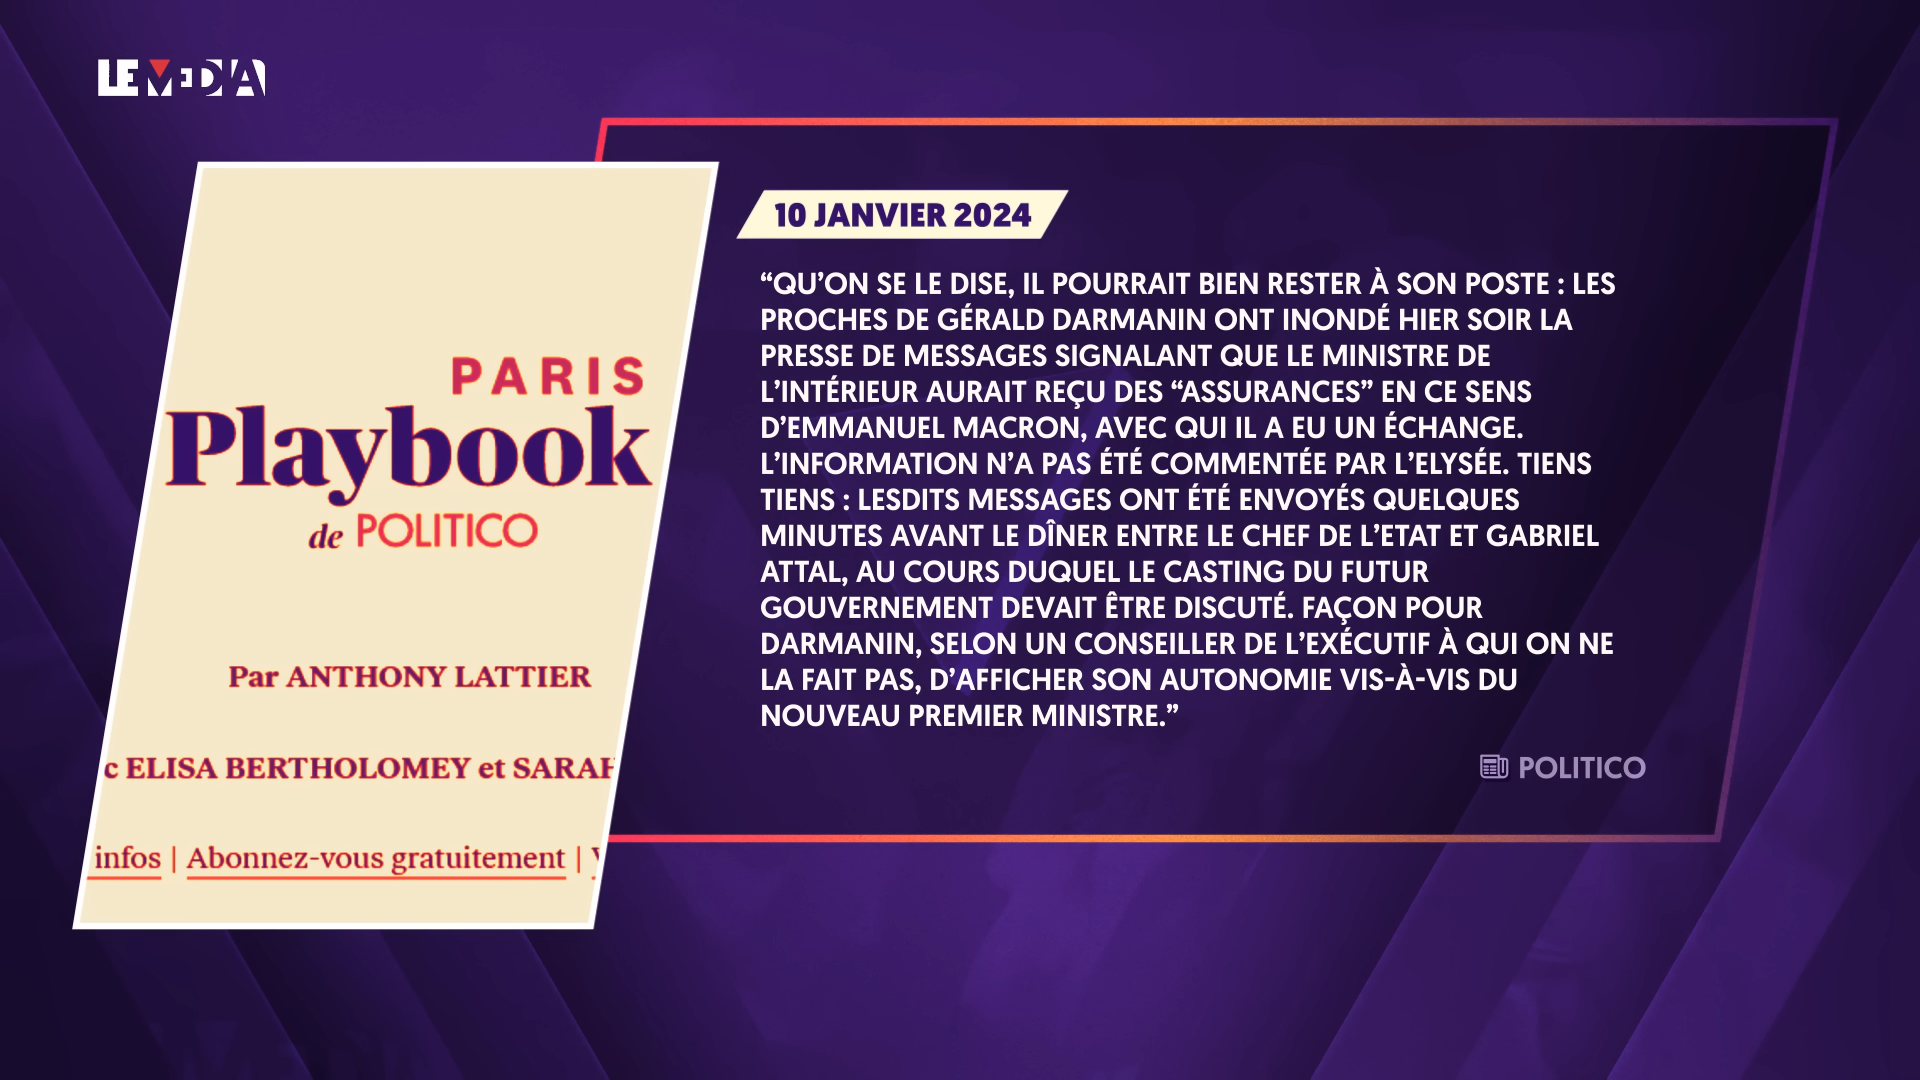 LE MEDIA
PARIS
Playbook
de POLITICO
Par ANTHONY LATTIER
c ELISA BERTHOLOMEY et SARAH
infos | Abonnez-vous gratuitement |
10 JANVIER 2024
“QU’ON SE LE DISE, IL POURRAIT BIEN RESTER À SON POSTE : LES
PROCHES DE GÉRALD DARMANIN ONT INONDÉ HIER SOIR LA
PRESSE DE MESSAGES SIGNALANT QUE LE MINISTRE DE
L’INTÉRIEUR AURAIT REÇU DES “ASSURANCES” EN CE SENS
D’EMMANUEL MACRON, AVEC QUI IL A EU UN ÉCHANGE.
L’INFORMATION N’A PAS ÉTÉ COMMENTÉE PAR L’ELYSÉE. TIENS
TIENS : LESDITS MESSAGES ONT ÉTÉ ENVOYÉS QUELQUES
MINUTES AVANT LE DÎNER ENTRE LE CHEF DE L’ETAT ET GABRIEL
ATTAL, AU COURS DUQUEL LE CASTING DU FUTUR
GOUVERNEMENT DEVAIT ÊTRE DISCUTÉ. FAÇON POUR
DARMANIN, SELON UN CONSEILLER DE L’EXÉCUTIF À QUI ON NE
LA FAIT PAS, D’AFFICHER SON AUTONOMIE VIS-À-VIS DU
NOUVEAU PREMIER MINISTRE.”
POLITICO